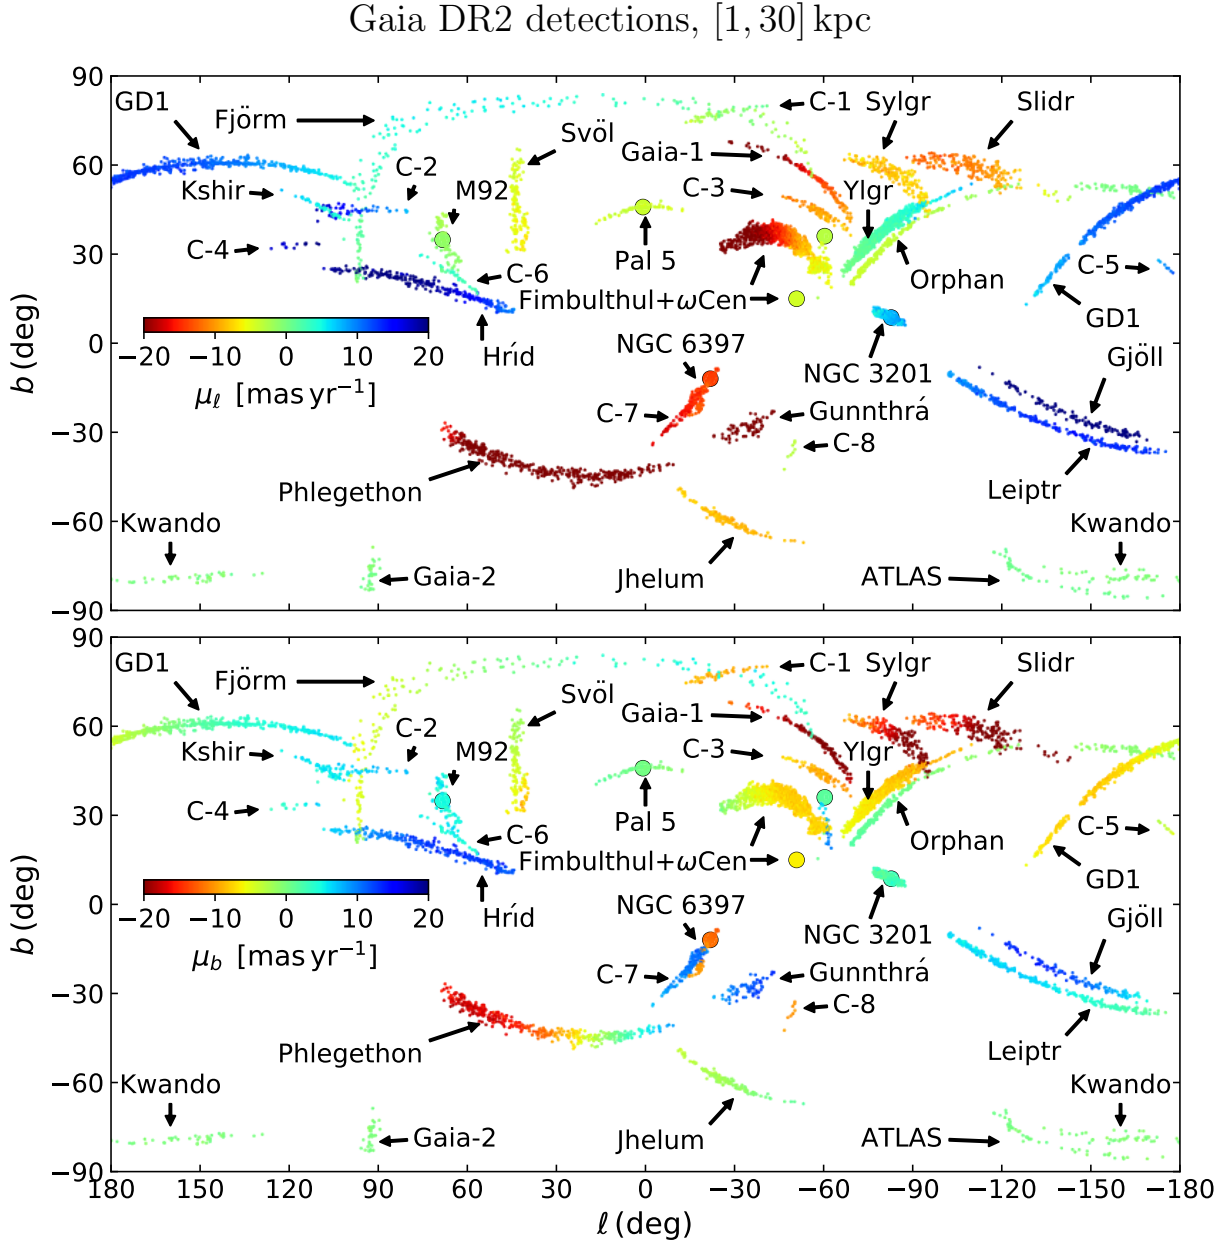 Gaia DR2 detections, [1, 30] kpc
90
60
30
0
−30
−60
−90
b (deg)
GD1
Fjörm
C-1
Sylgr
Slidr
Svöl
Gaia-1
C-2
Kshir
M92
C-3
Ylgr
C-4
C-6
Pal 5
Orphan
C-5
Fimbulthul+ωCen
GD1
−20 −10 0 10 20
μℓ [mas yr⁻¹]
Hríd
NGC 6397
NGC 3201
Gjöll
C-7
Gunnthrá
C-8
Phlegethon
Leiptr
Kwando
Kwando
Gaia-2
Jhelum
ATLAS
90
60
30
0
−30
−60
−90
b (deg)
GD1
Fjörm
C-1
Sylgr
Slidr
Svöl
Gaia-1
C-2
Kshir
M92
C-3
Ylgr
C-4
C-6
Pal 5
Orphan
C-5
Fimbulthul+ωCen
GD1
−20 −10 0 10 20
μb [mas yr⁻¹]
Hríd
NGC 6397
NGC 3201
Gjöll
C-7
Gunnthrá
C-8
Phlegethon
Leiptr
Kwando
Kwando
Gaia-2
Jhelum
ATLAS
180 150 120 90 60 30 0 −30 −60 −90 −120 −150 −180
ℓ (deg)